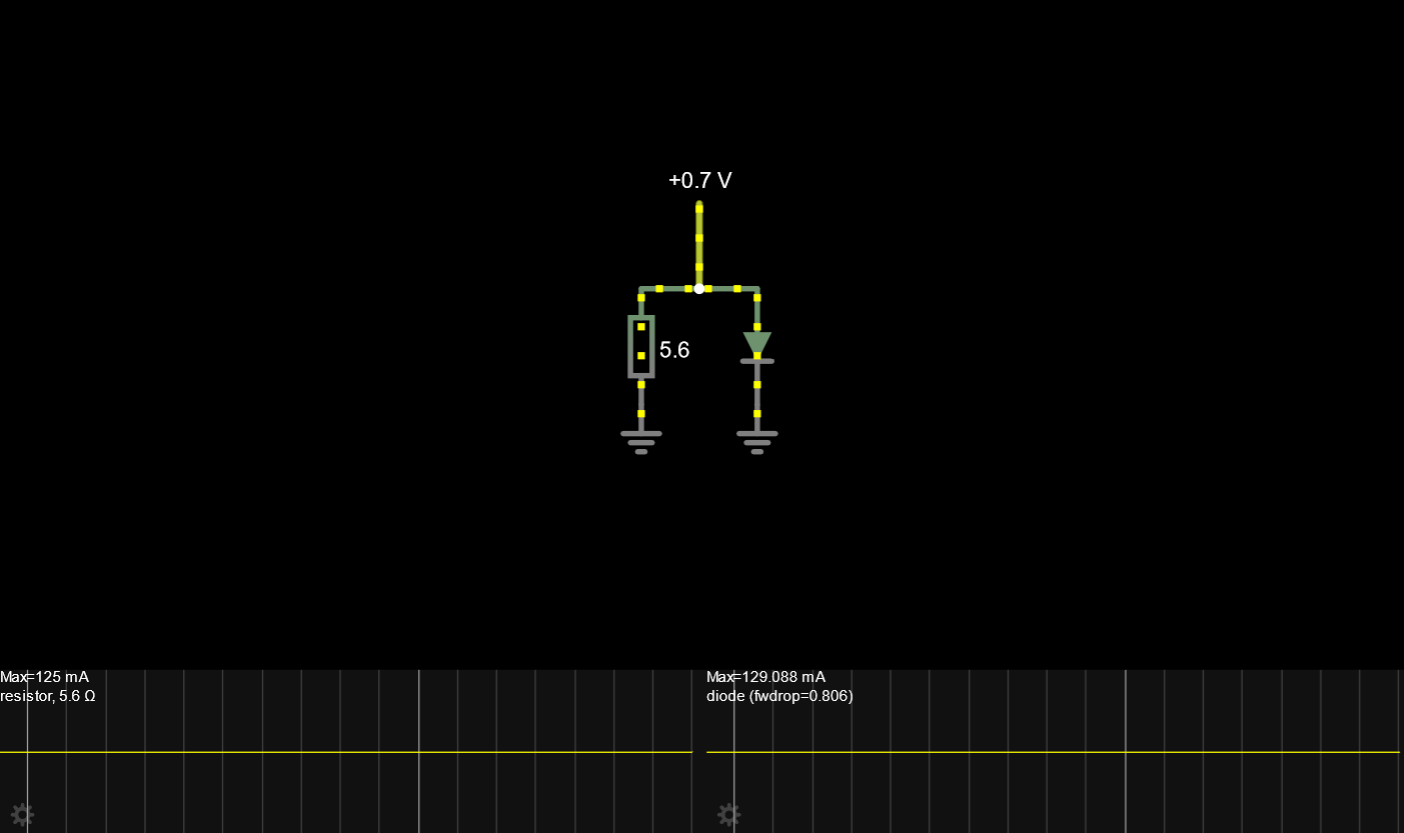 +0.7 V
5.6
Max=125 mA
resistor, 5.6 Ω
Max=129.088 mA
diode (fwdrop=0.806)